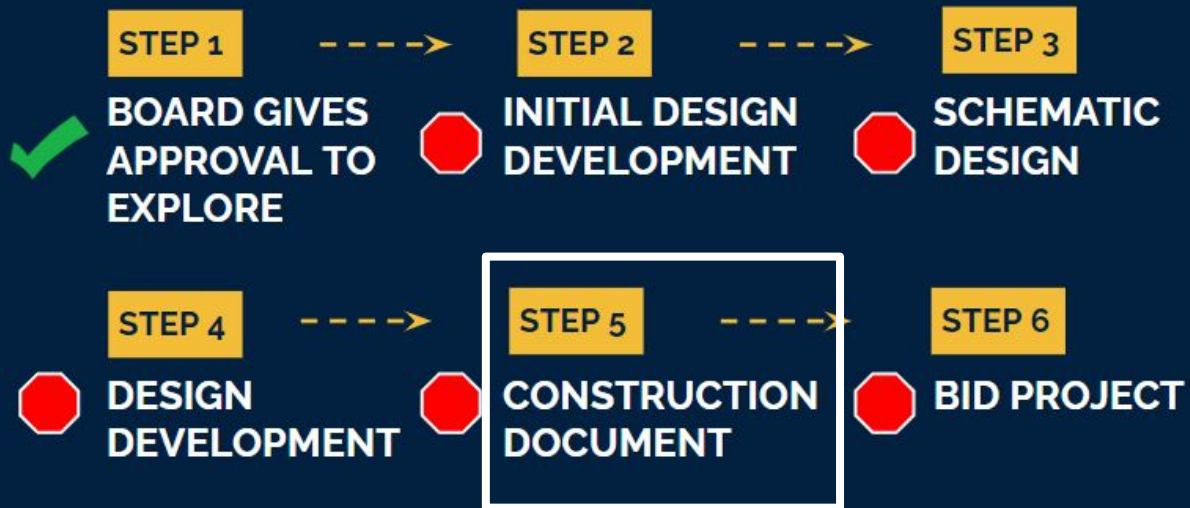 STEP 1
STEP 2
STEP 3
BOARD GIVES
APPROVAL TO
EXPLORE
INITIAL DESIGN
DEVELOPMENT
SCHEMATIC
DESIGN
STEP 4
STEP 5
STEP 6
DESIGN
DEVELOPMENT
CONSTRUCTION
DOCUMENT
BID PROJECT